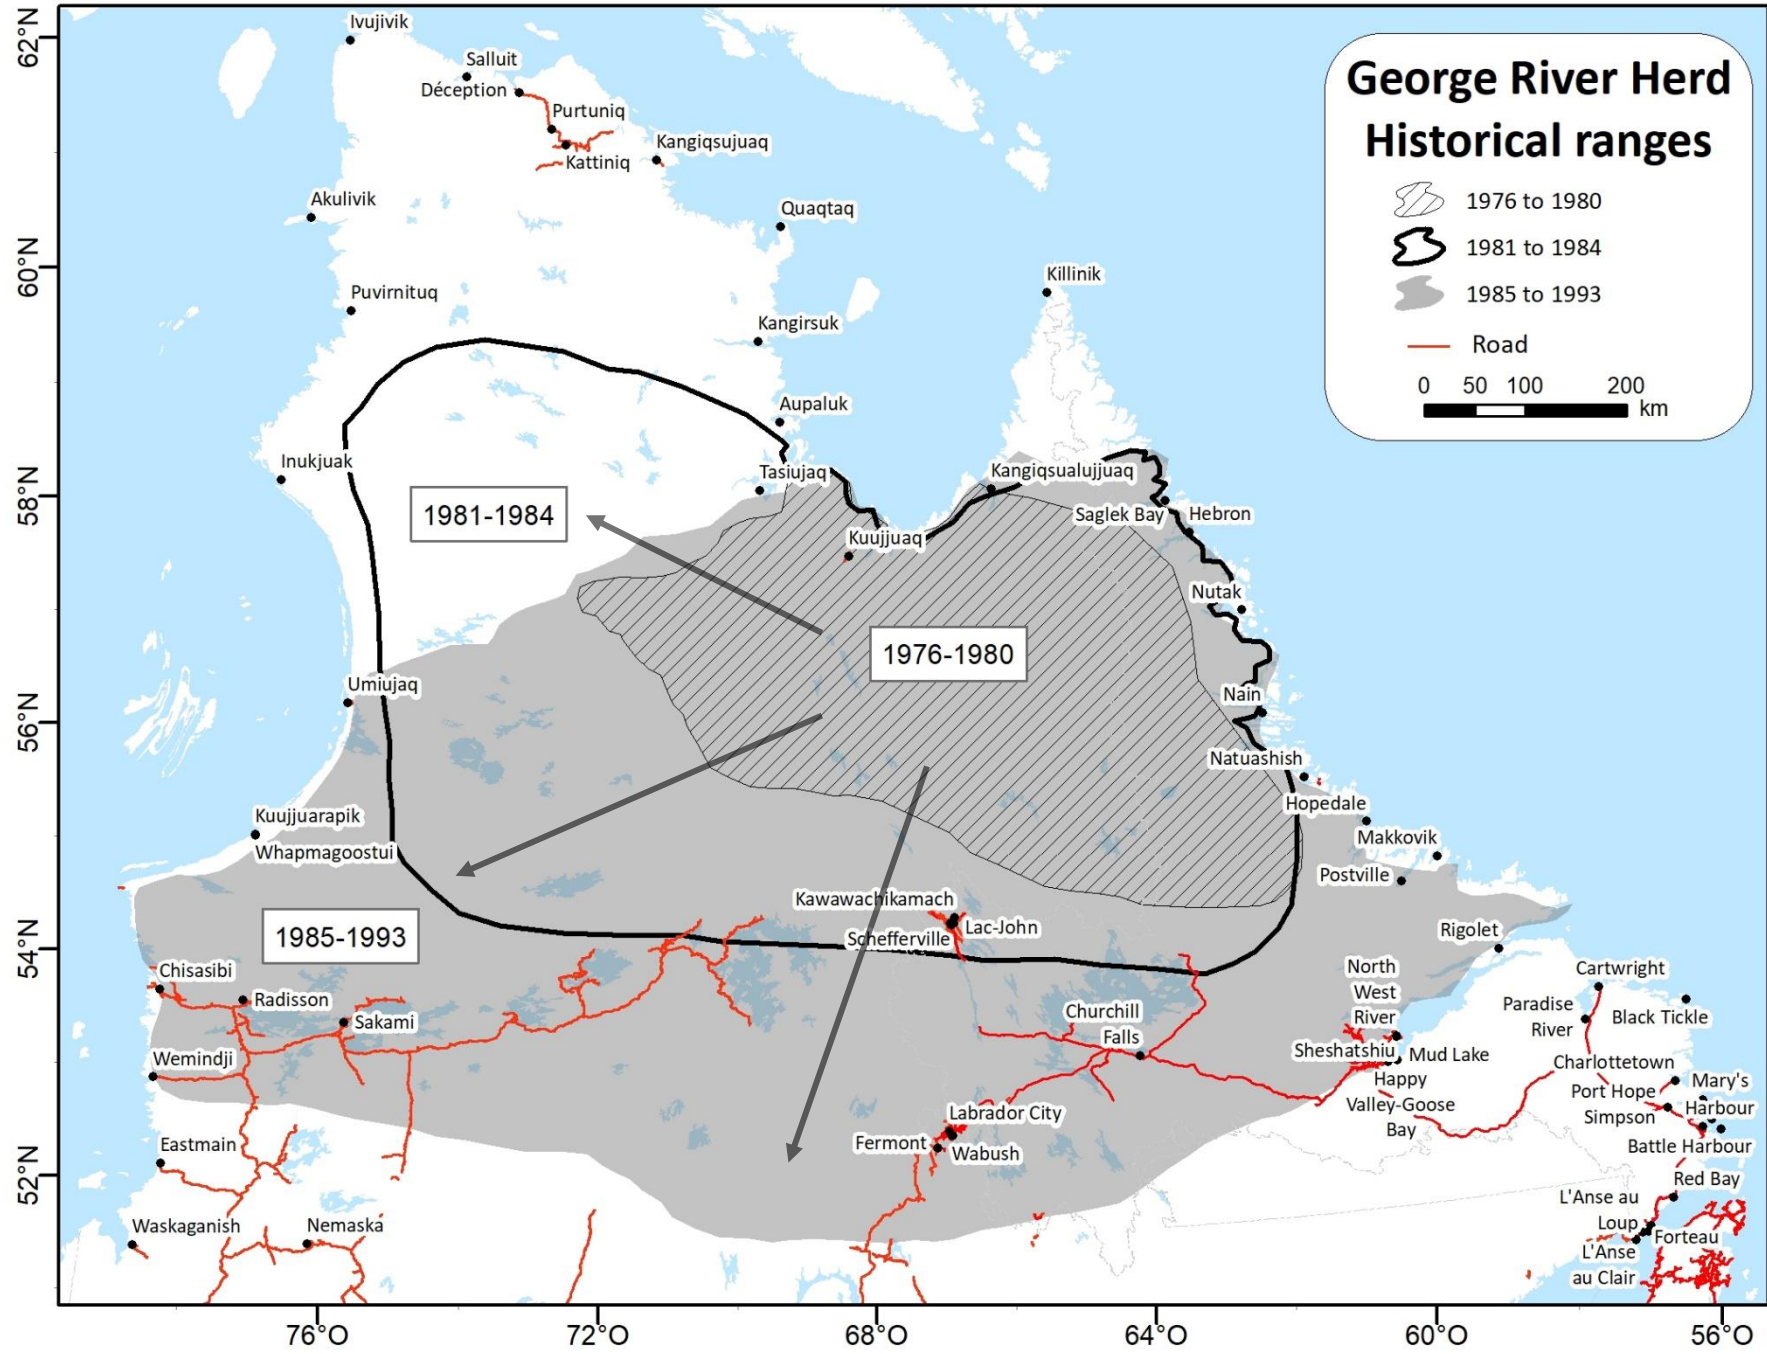 George River Herd
Historical ranges
1976 to 1980
1981 to 1984
1985 to 1993
Road
0 50 100 200
km
62°N
60°N
58°N
56°N
54°N
52°N
76°O
72°O
68°O
64°O
60°O
56°O
Ivujivik
Salluit
Déception
Purtuniq
Kattiniq
Kangiqsujuaq
Akulivik
Quaqtaq
Puvirnituq
Killinik
Kangirsuk
Aupaluk
Inukjuak
Tasiujaq
Kangiqsualujjuaq
Saglek Bay
Hebron
1981-1984
Kuujjuaq
Nutak
1976-1980
Umiujaq
Nain
Natuashish
Kuujjuarapik
Whapmagoostui
Hopedale
Makkovik
Postville
Kawawachikamach
Lac-John
Schefferville
1985-1993
Rigolet
Chisasibi
Radisson
Sakami
Wemindji
North
West
River
Cartwright
Paradise
River
Black Tickle
Churchill
Falls
Sheshatshiu
Mud Lake
Happy
Valley-Goose
Bay
Charlottetown
Port Hope
Simpson
Mary's
Harbour
Battle Harbour
Labrador City
Fermont
Wabush
Eastmain
Red Bay
Waskaganish
Nemaska
L'Anse au
Loup
Forteau
L'Anse
au Clair